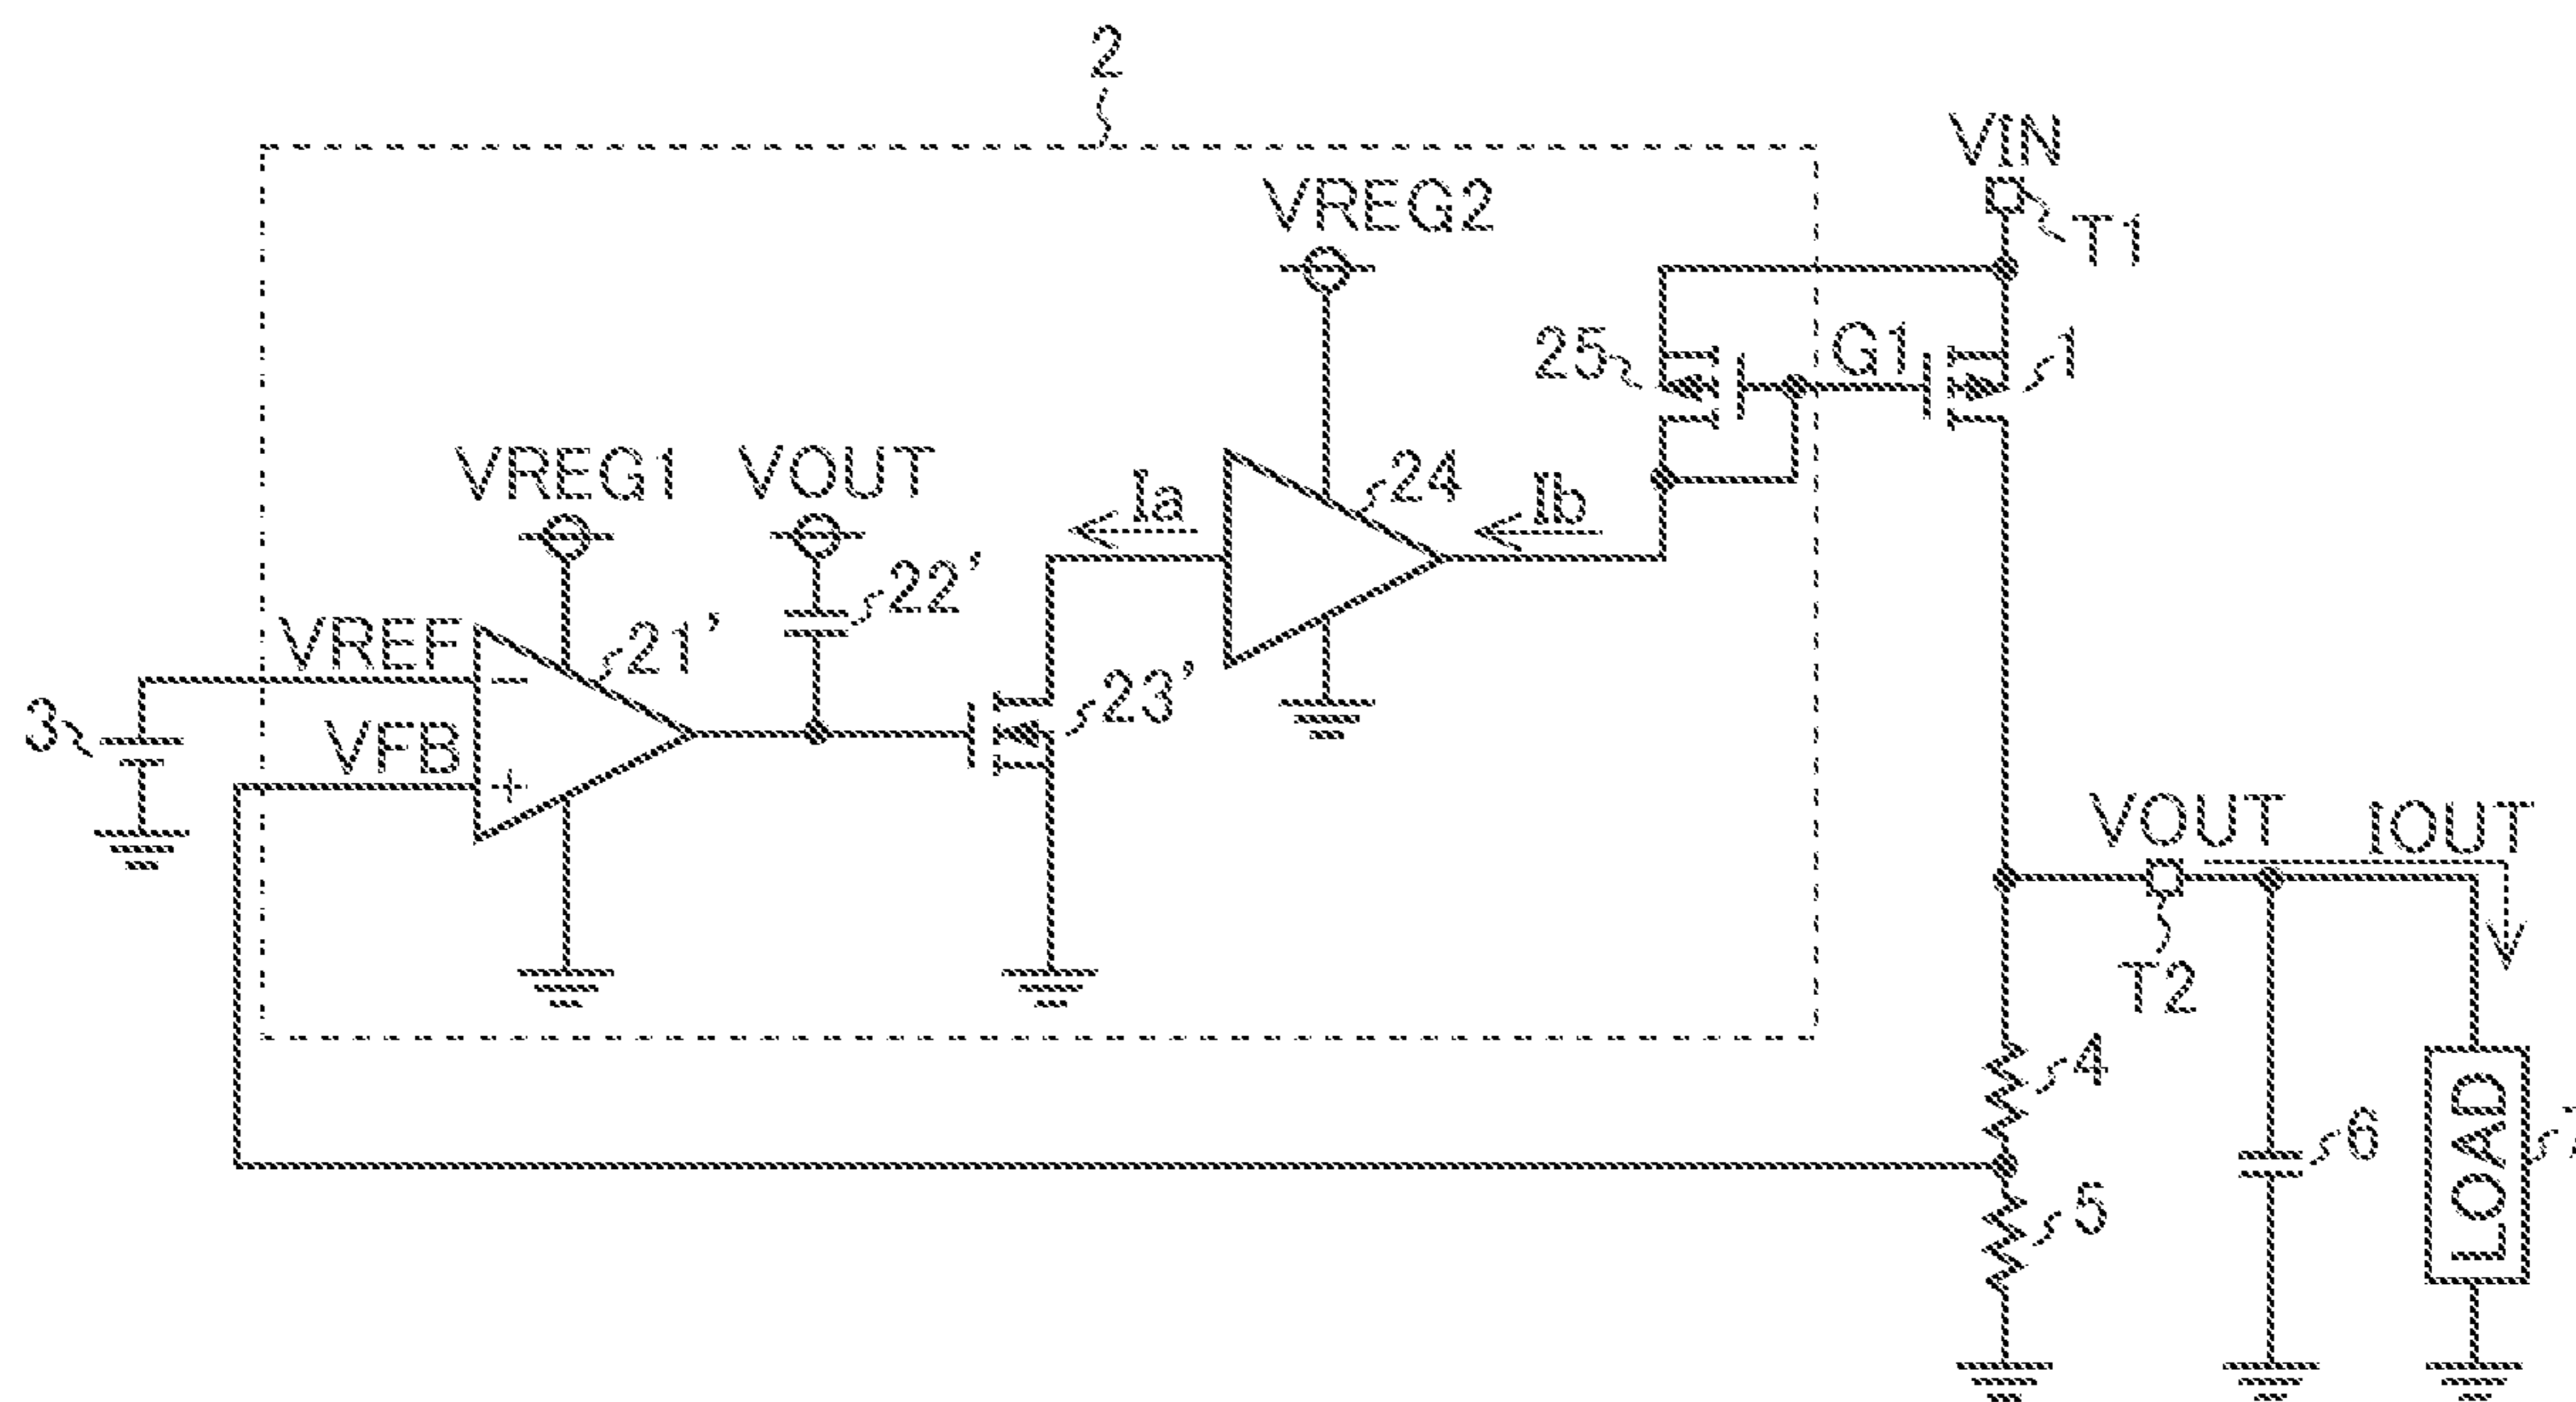 2
VIN
T1
VREG2
25
G1
1
VREG1
VOUT
Ia
24
Ib
22'
VREF
21'
23'
3
VFB
-
+
VOUT
IOUT
T2
4
6
LOAD
5